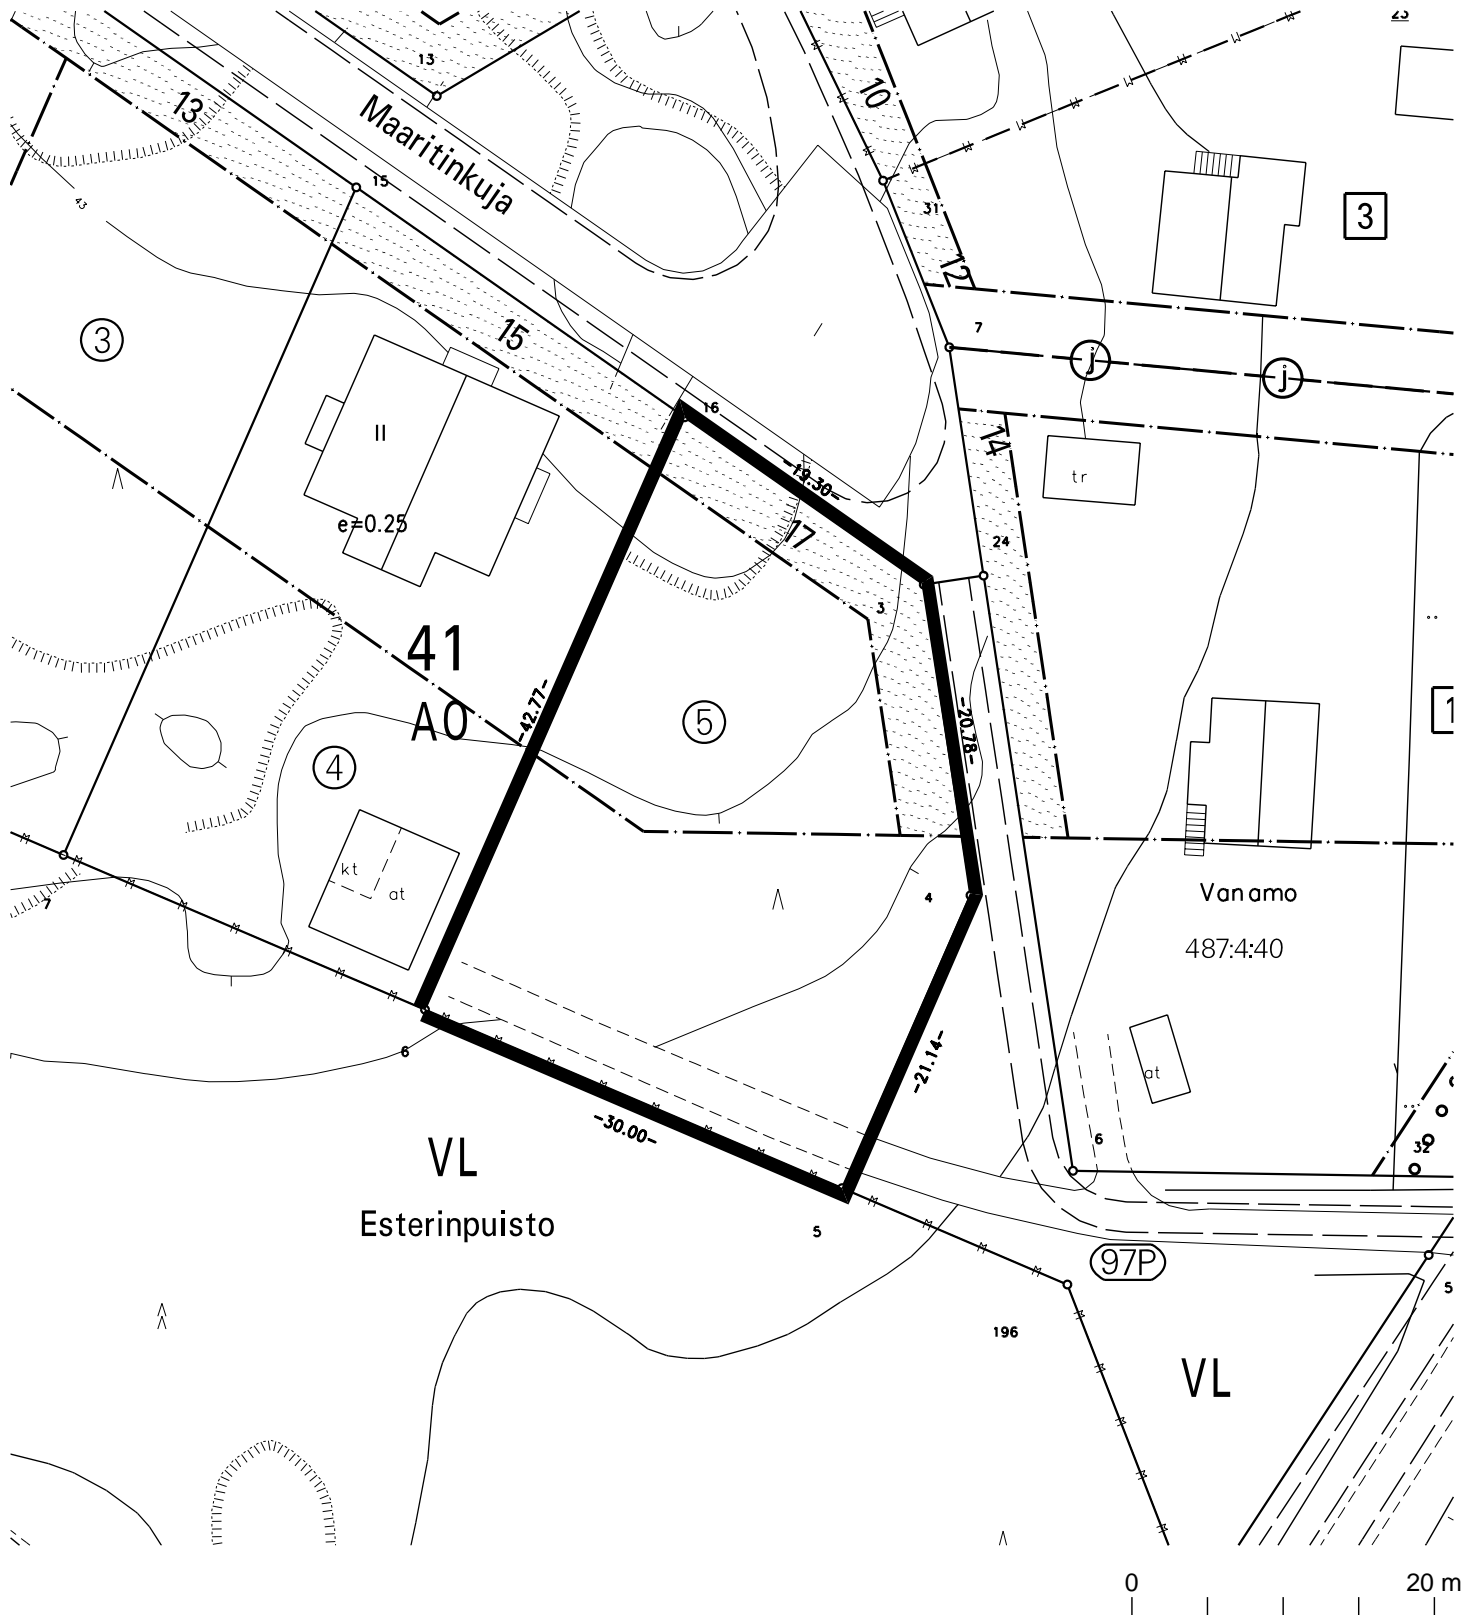 23
13
10
13
Maaritinkuja
15
43
31
3
12
3
15
7
j
j
16
II
14
tr
-19.30-
e=0.25
17
24
3
41
-42.77-
-20.78-
A0
5
1
4
kt
at
7
4
Vanamo
487:4:40
6
-21.14-
at
-30.00-
6
32
VL
Esterinpuisto
5
97P
5
196
VL
0
20 m